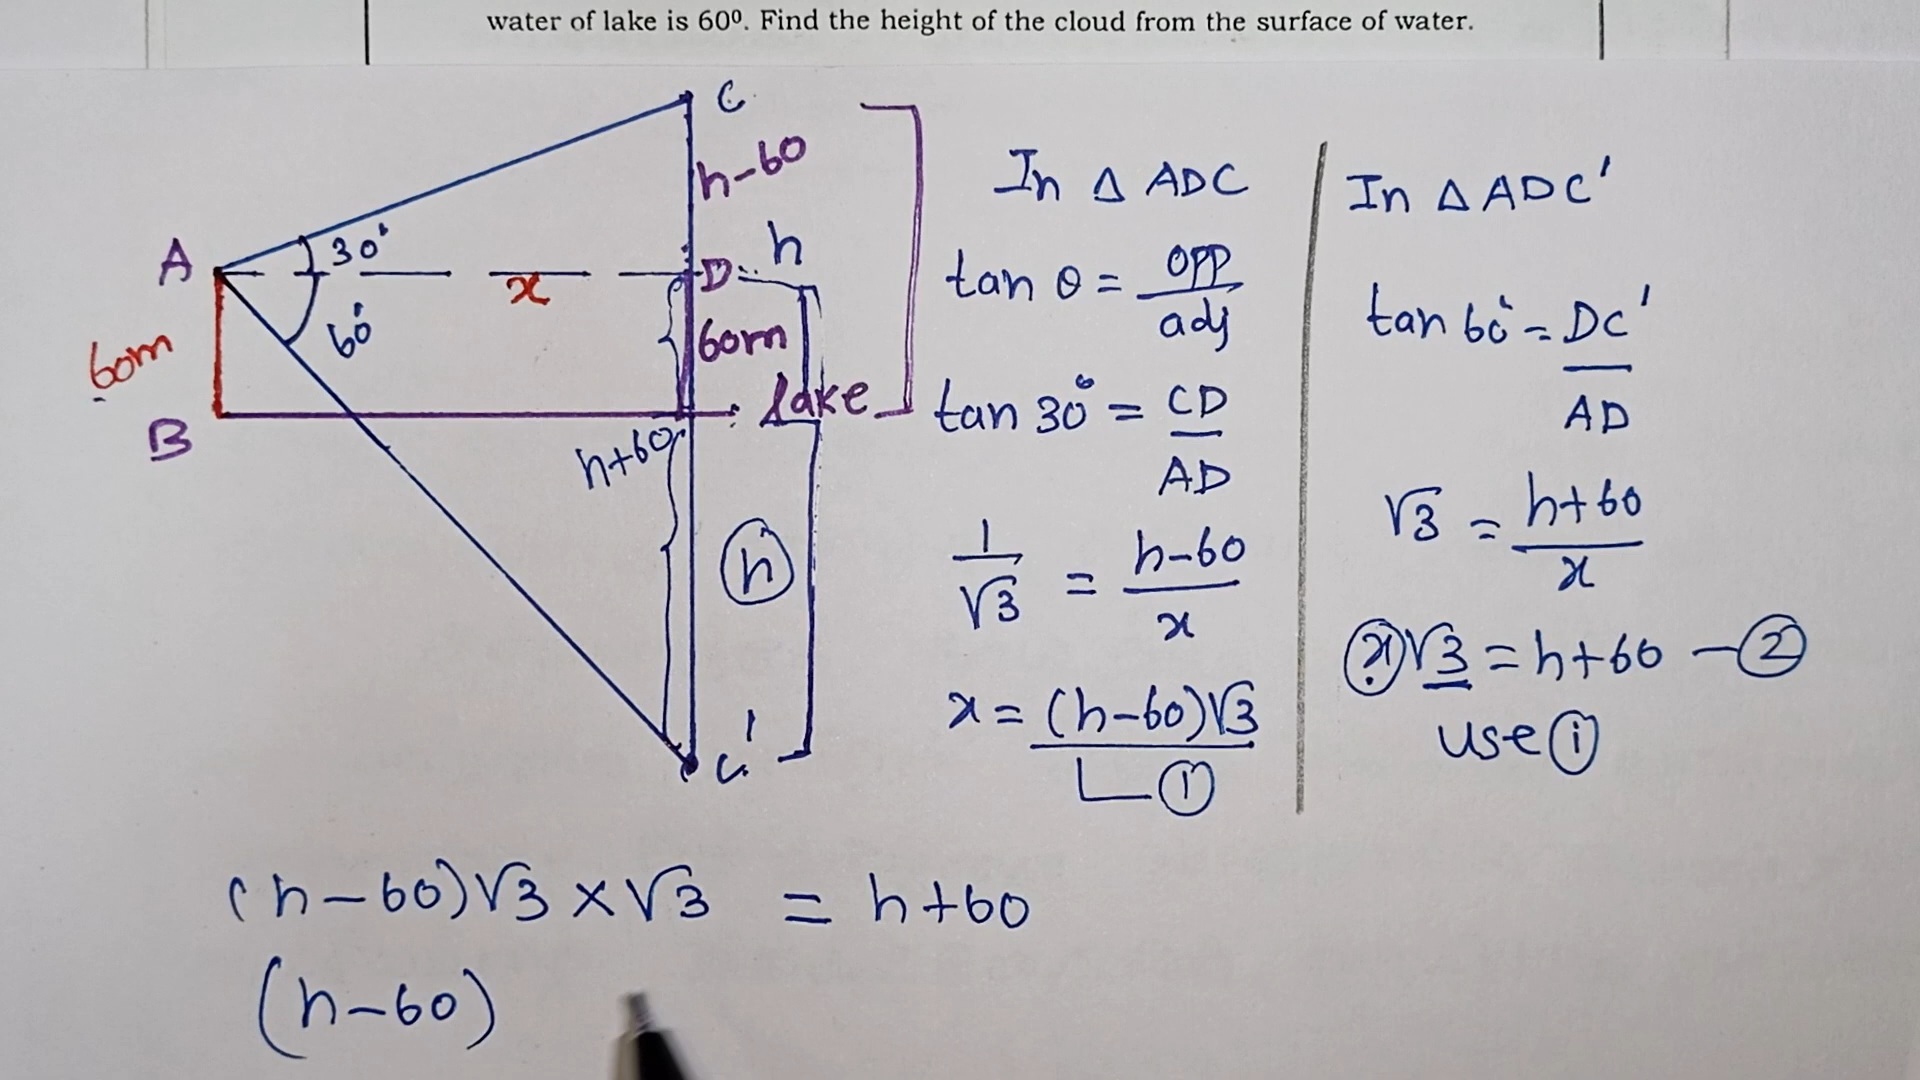 water of lake is 60⁰. Find the height of the cloud from the surface of water.
C
h-60
A
30°
x
D
h
60°
60m
60m
lake
B
h+60
h
C'
In Δ ADC
tan θ = opp/adj
tan 30° = CD/AD
1/√3 = h-60/x
x = (h-60)√3
①
In Δ ADC'
tan 60° = DC'/AD
√3 = h+60/x
x√3 = h+60 - ②
use ①
(h-60)√3 × √3 = h+60
(h-60)